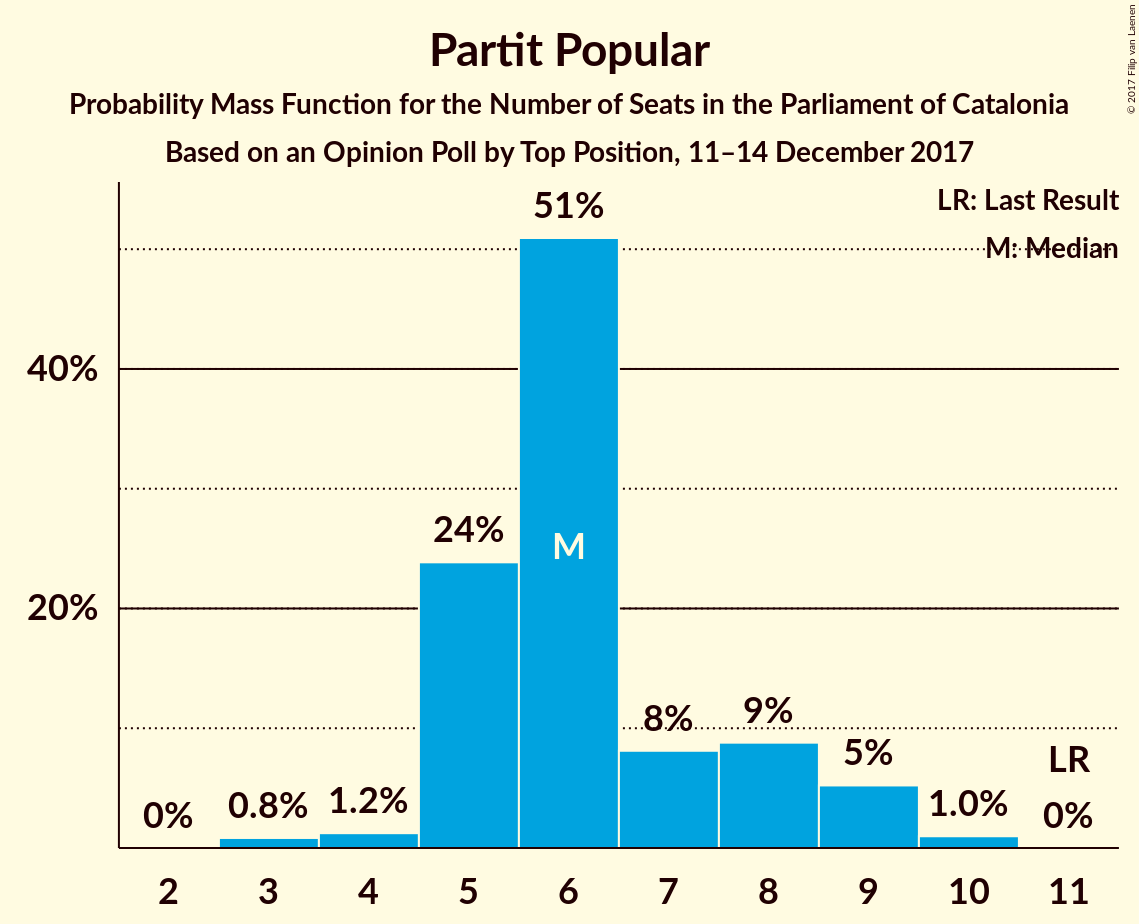 Partit Popular
Probability Mass Function for the Number of Seats in the Parliament of Catalonia
Based on an Opinion Poll by Top Position, 11–14 December 2017
© 2017 Filip van Laenen
LR: Last Result
M: Median
51%
40%
24%
M
20%
8%
9%
5%
LR
0%
0.8%
1.2%
1.0%
0%
2 3 4 5 6 7 8 9 10 11